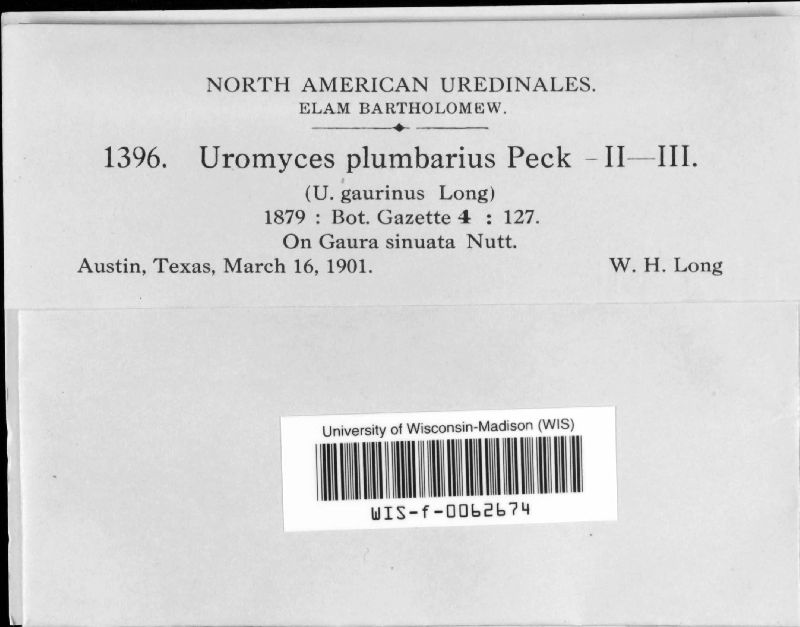 NORTH AMERICAN UREDINALES.
ELAM BARTHOLOMEW.
1396. Uromyces plumbarius Peck – II—III.
(U. gaurinus Long)
1879 : Bot. Gazette 4 : 127.
On Gaura sinuata Nutt.
Austin, Texas, March 16, 1901. W. H. Long
University of Wisconsin-Madison (WIS)
WIS-f-0062674